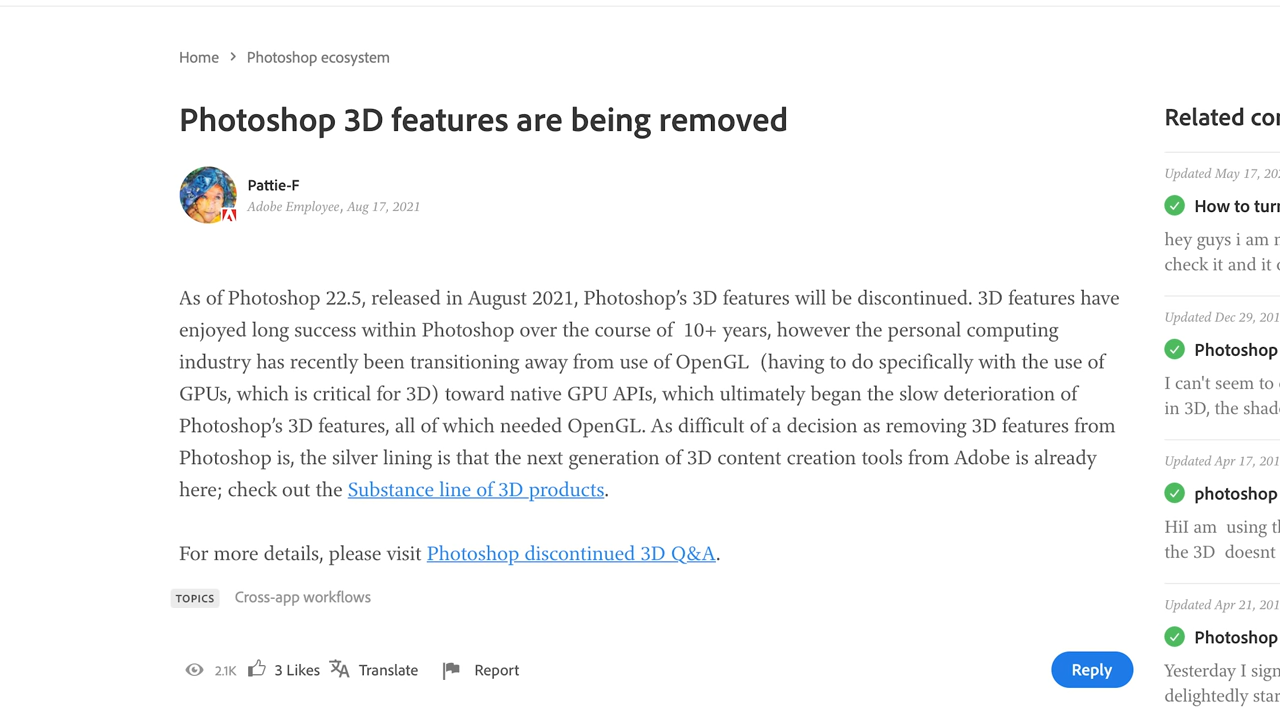 Home > Photoshop ecosystem
Photoshop 3D features are being removed
Pattie-F
Adobe Employee, Aug 17, 2021
As of Photoshop 22.5, released in August 2021, Photoshop’s 3D features will be discontinued. 3D features have
enjoyed long success within Photoshop over the course of  10+ years, however the personal computing
industry has recently been transitioning away from use of OpenGL  (having to do specifically with the use of
GPUs, which is critical for 3D) toward native GPU APIs, which ultimately began the slow deterioration of
Photoshop’s 3D features, all of which needed OpenGL. As difficult of a decision as removing 3D features from
Photoshop is, the silver lining is that the next generation of 3D content creation tools from Adobe is already
here; check out the Substance line of 3D products.
For more details, please visit Photoshop discontinued 3D Q&A.
TOPICS Cross-app workflows
2.1K 3 Likes Translate Report
Reply
Related
Updated May 17,
How to
hey guys i am
check it and it
Updated Dec 29,
Photoshop
I can't seem to
in 3D, the
Updated Apr 17,
photoshop
HiI am  using
the 3D  doesnt
Updated Apr 21,
Photoshop
Yesterday I
delightedly